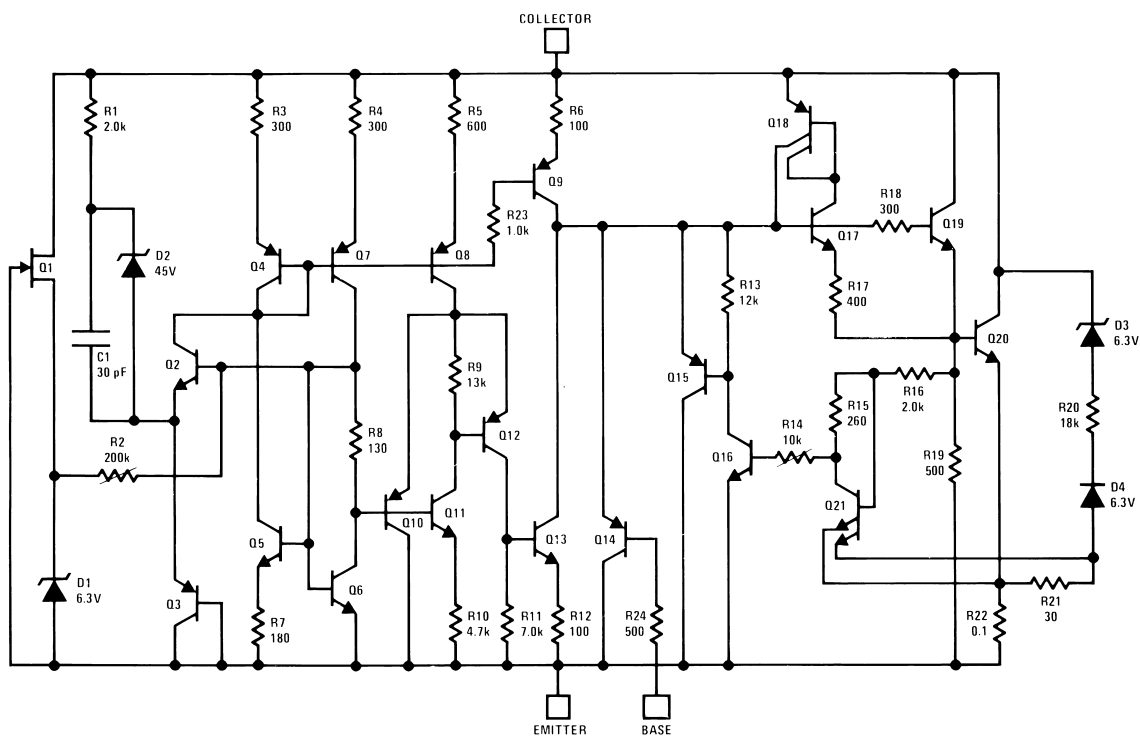 COLLECTOR
R1
2.0k
R3
300
R4
300
R5
600
R6
100
Q18
Q9
R23
1.0k
R18
300
Q17
Q19
Q1
D2
45V
Q4
Q7
Q8
R13
12k
R17
400
C1
30 pF
Q2
R9
13k
Q15
Q20
D3
6.3V
R2
200k
R8
130
Q12
R14
10k
R15
260
R16
2.0k
R20
18k
Q16
R19
500
Q10
Q11
Q21
D4
6.3V
Q5
Q13
Q14
D1
6.3V
Q3
Q6
R7
180
R10
4.7k
R11
7.0k
R12
100
R24
500
R22
0.1
R21
30
EMITTER
BASE